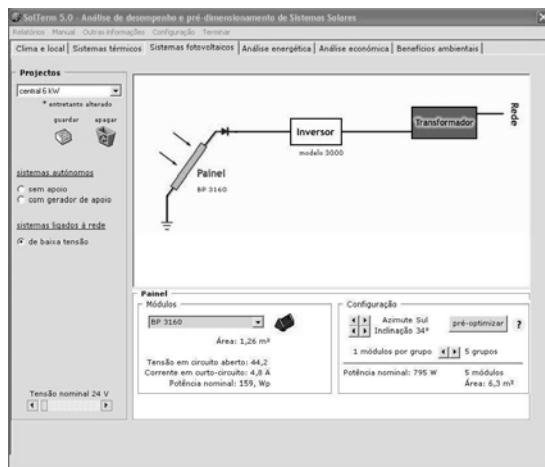 SolTerm 5.0 - Análise de desempenho e pré-dimensionamento de Sistemas Solares
Relatórios Manual Outras informações Configuração Terminar
Clima e local Sistemas térmicos Sistemas fotovoltaicos Análise energética Análise económica Benefícios ambientais
Projectos
central 6 kW
* entretanto alterado
guardar apagar
sistemas autónomos
sem apoio
com gerador de apoio
sistemas ligados à rede
de baixa tensão
Tensão nominal 24 V
Painel
BP 3160
Inversor
modelo 3000
Transformador
Rede
Painel
Módulos
BP 3160
Área: 1,26 m²
Tensão em circuito aberto: 44,2
Corrente em curto-circuito: 4,8 A
Potência nominal: 159, Wp
Configuração
Azimute Sul
Inclinação 34°
pré-optimizar ?
1 módulos por grupo 5 grupos
Potência nominal: 795 W 5 módulos
Área: 6,3 m²